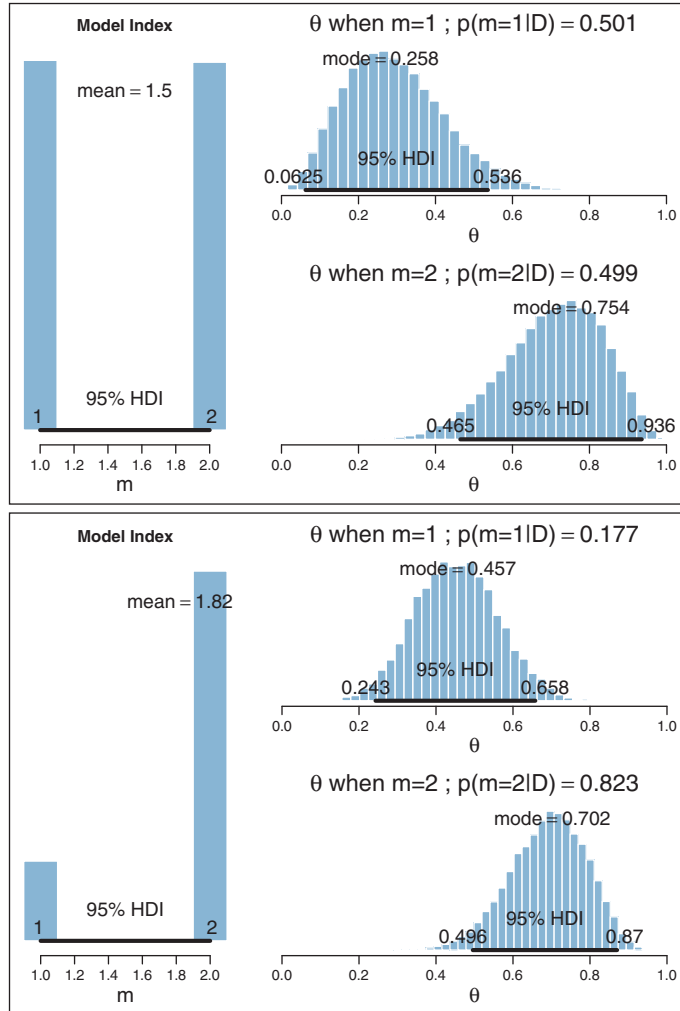 Model Index
mean = 1.5
1 2
95% HDI
1.0 1.2 1.4 1.6 1.8 2.0
m
θ when m=1 ; p(m=1|D) = 0.501
mode = 0.258
95% HDI
0.0625 0.536
0.0 0.2 0.4 0.6 0.8 1.0
θ
θ when m=2 ; p(m=2|D) = 0.499
mode = 0.754
95% HDI
0.465 0.936
0.0 0.2 0.4 0.6 0.8 1.0
θ
Model Index
mean = 1.82
95% HDI
1 2
1.0 1.2 1.4 1.6 1.8 2.0
m
θ when m=1 ; p(m=1|D) = 0.177
mode = 0.457
95% HDI
0.243 0.658
0.0 0.2 0.4 0.6 0.8 1.0
θ
θ when m=2 ; p(m=2|D) = 0.823
mode = 0.702
95% HDI
0.496 0.87
0.0 0.2 0.4 0.6 0.8 1.0
θ